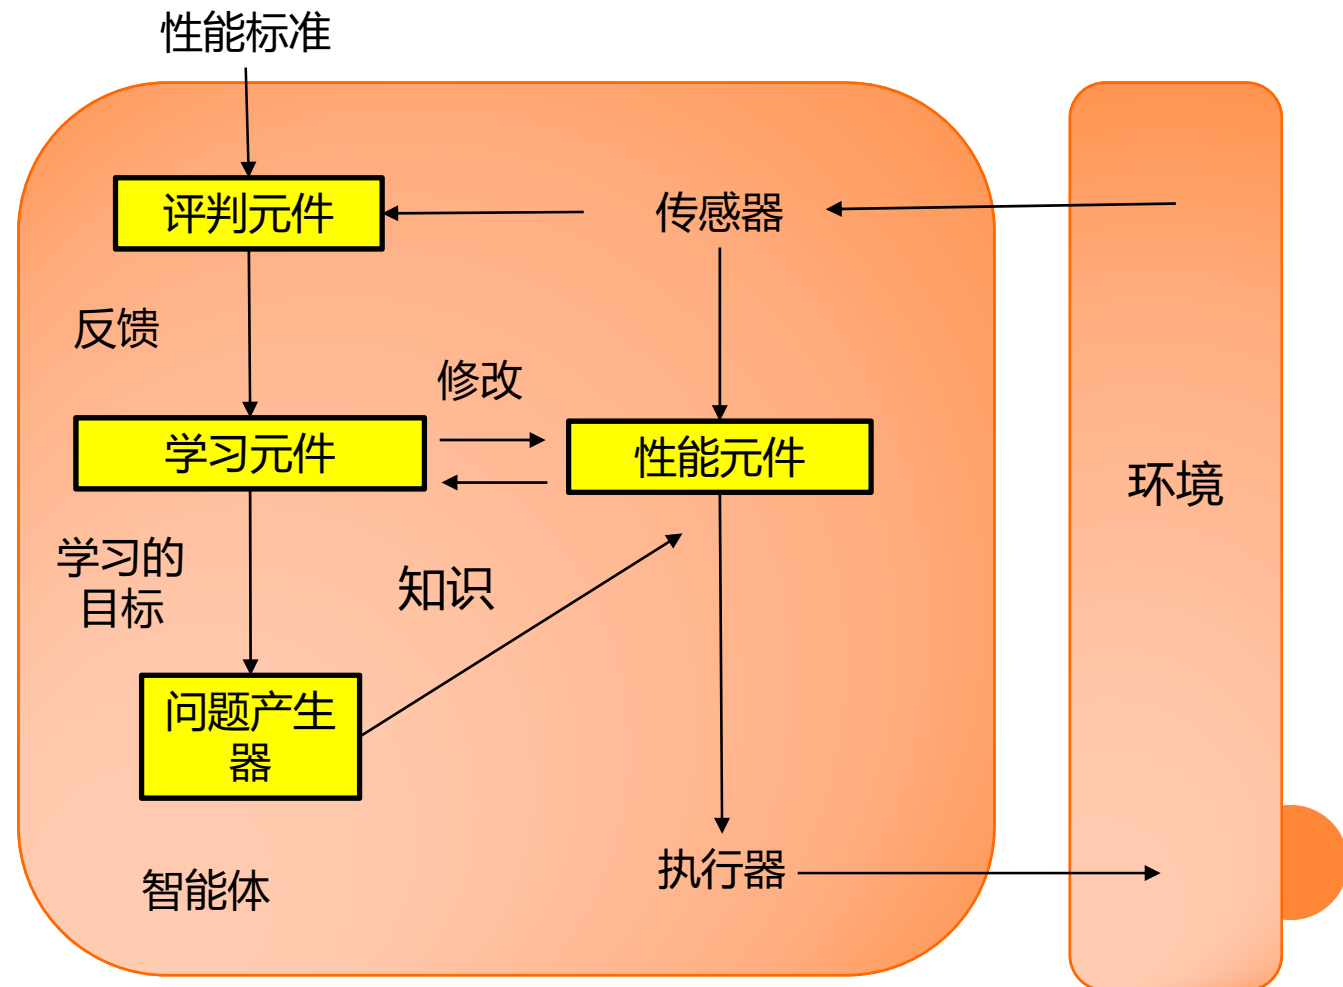 性能标准
评判元件
传感器
反馈
修改
学习元件
性能元件
环境
学习的
目标
知识
问题产生
器
智能体
执行器